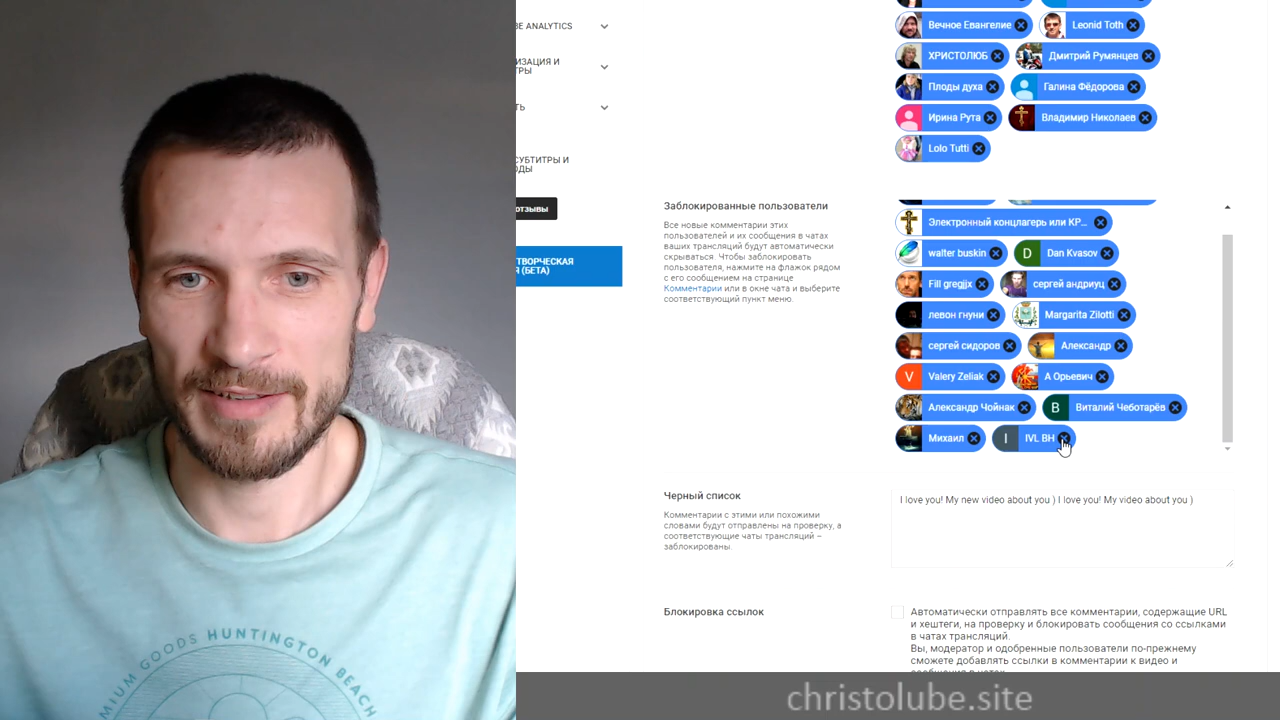 BE ANALYTICS
ИЗАЦИЯ И
ТРЫ
ТЬ
СУБТИТРЫ И
ОДЫ
отзывы
ТВОРЧЕСКАЯ
Я (БЕТА)
Вечное Евангелие
Leonid Toth
ХРИСТОЛЮБ
Дмитрий Румянцев
Плоды духа
Галина Фёдорова
Ирина Рута
Владимир Николаев
Lolo Tutti
Заблокированные пользователи
Все новые комментарии этих
пользователей и их сообщения в чатах
ваших трансляций будут автоматически
скрываться. Чтобы заблокировать
пользователя, нажмите на флажок рядом
с его сообщением на странице
Комментарии или в окне чата и выберите
соответствующий пункт меню.
Электронный концлагерь или КР...
walter buskin
D Dan Kvasov
Fill gregjjx
сергей андриуц
левон гнуни
Margarita Zilotti
сергей сидоров
Александр
V Valery Zeliak
А Орьевич
Александр Чойнак
В Виталий Чеботарёв
Михаил
I IVL BH
Черный список
Комментарии с этими или похожими
словами будут отправлены на проверку, а
соответствующие чаты трансляций –
заблокированы.
I love you! My new video about you ) I love you! My video about you )
Блокировка ссылок
Автоматически отправлять все комментарии, содержащие URL
и хештеги, на проверку и блокировать сообщения со ссылками
в чатах трансляций.
Вы, модератор и одобренные пользователи по-прежнему
сможете добавлять ссылки в комментарии к видео и
MIUM GOODS HUNTINGTON BEACH
christolube.site